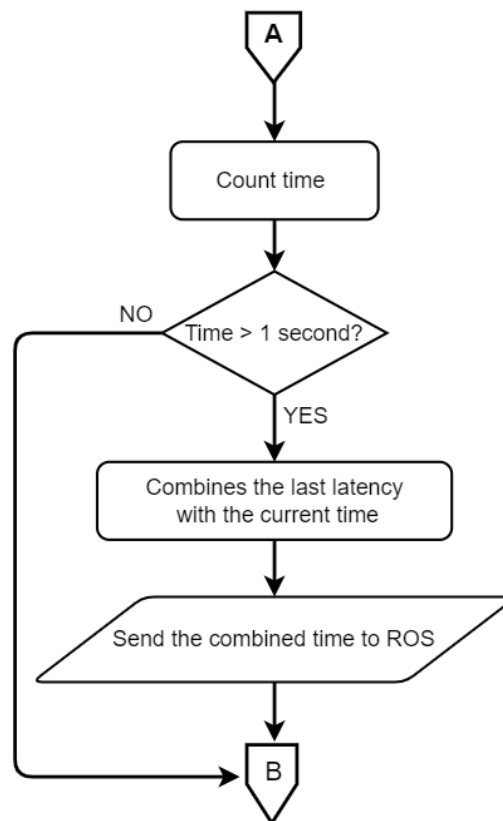 A
Count time
NO
Time > 1 second?
YES
Combines the last latency
with the current time
Send the combined time to ROS
B